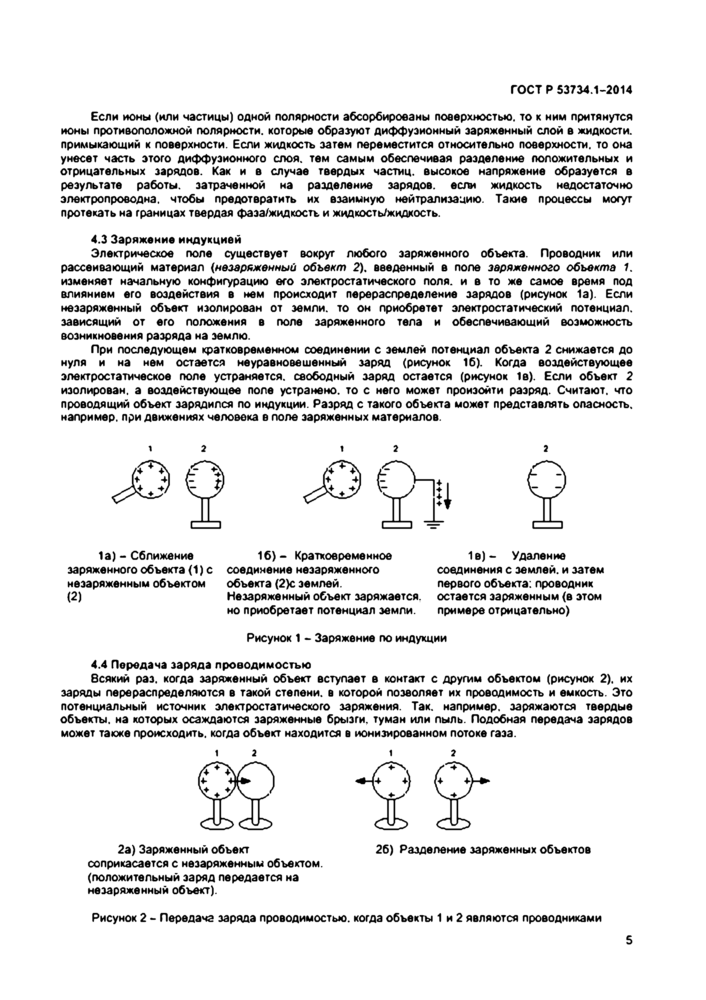 ГОСТ Р 53734.1–2014
Если ионы (или частицы) одной полярности абсорбированы поверхностью, то к ним притянутся
ионы противоположной полярности, которые образуют диффузионный заряженный слой в жидкости,
примыкающий к поверхности. Если жидкость затем переместится относительно поверхности, то она
унесет часть этого диффузионного слоя, тем самым обеспечивая разделение положительных и
отрицательных зарядов. Как и в случае твердых частиц, высокое напряжение образуется в
результате работы, затраченной на разделение зарядов, если жидкость недостаточно
электропроводна, чтобы предотвратить их взаимную нейтрализацию. Такие процессы могут
протекать на границах твердая фаза/жидкость и жидкость/жидкость.
4.3 Заряжение индукцией
Электрическое поле существует вокруг любого заряженного объекта. Проводник или
рассеивающий материал (незаряженный объект 2), введенный в поле заряженного объекта 1,
изменяет начальную конфигурацию его электростатического поля, и в то же самое время под
влиянием его воздействия в нем происходит перераспределение зарядов (рисунок 1а). Если
незаряженный объект изолирован от земли, то он приобретет электростатический потенциал,
зависящий от его положения в поле заряженного тела и обеспечивающий возможность
возникновения разряда на землю.
При последующем кратковременном соединении с землей потенциал объекта 2 снижается до
нуля и на нем остается неуравновешенный заряд (рисунок 1б). Когда воздействующее
электростатическое поле устраняется, свободный заряд остается (рисунок 1в). Если объект 2
изолирован, а воздействующее поле устранено, то с него может произойти разряд. Считают, что
проводящий объект зарядился по индукции. Разряд с такого объекта может представлять опасность,
например, при движениях человека в поле заряженных материалов.
1 2 1 2 2
1а) – Сближение
заряженного объекта (1) с
незаряженным объектом
(2)
1б) – Кратковременное
соединение незаряженного
объекта (2)с землей.
Незаряженный объект заряжается,
но приобретает потенциал земли.
1в) – Удаление
соединения с землей, и затем
первого объекта: проводник
остается заряженным (в этом
примере отрицательно)
Рисунок 1 – Заряжение по индукции
4.4 Передача заряда проводимостью
Всякий раз, когда заряженный объект вступает в контакт с другим объектом (рисунок 2), их
заряды перераспределяются в такой степени, в которой позволяет их проводимость и емкость. Это
потенциальный источник электростатического заряжения. Так, например, заряжаются твердые
объекты, на которых осаждаются заряженные брызги, туман или пыль. Подобная передача зарядов
может также происходить, когда объект находится в ионизированном потоке газа.
1 2 1 2
2а) Заряженный объект
соприкасается с незаряженным объектом.
(положительный заряд передается на
незаряженный объект).
2б) Разделение заряженных объектов
Рисунок 2 – Передача заряда проводимостью, когда объекты 1 и 2 являются проводниками
5